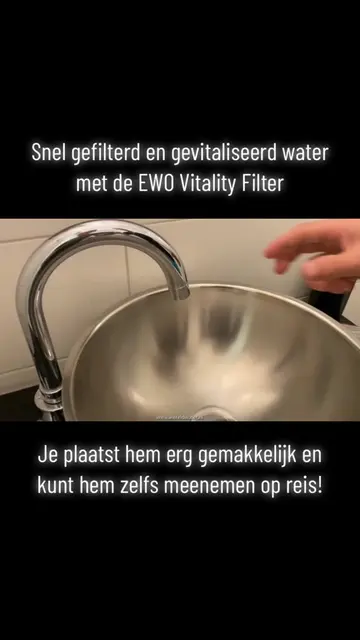 Snel gefilterd en gevitaliseerd water
met de EWO Vitality Filter
Je plaatst hem erg gemakkelijk en
kunt hem zelfs meenemen op reis!